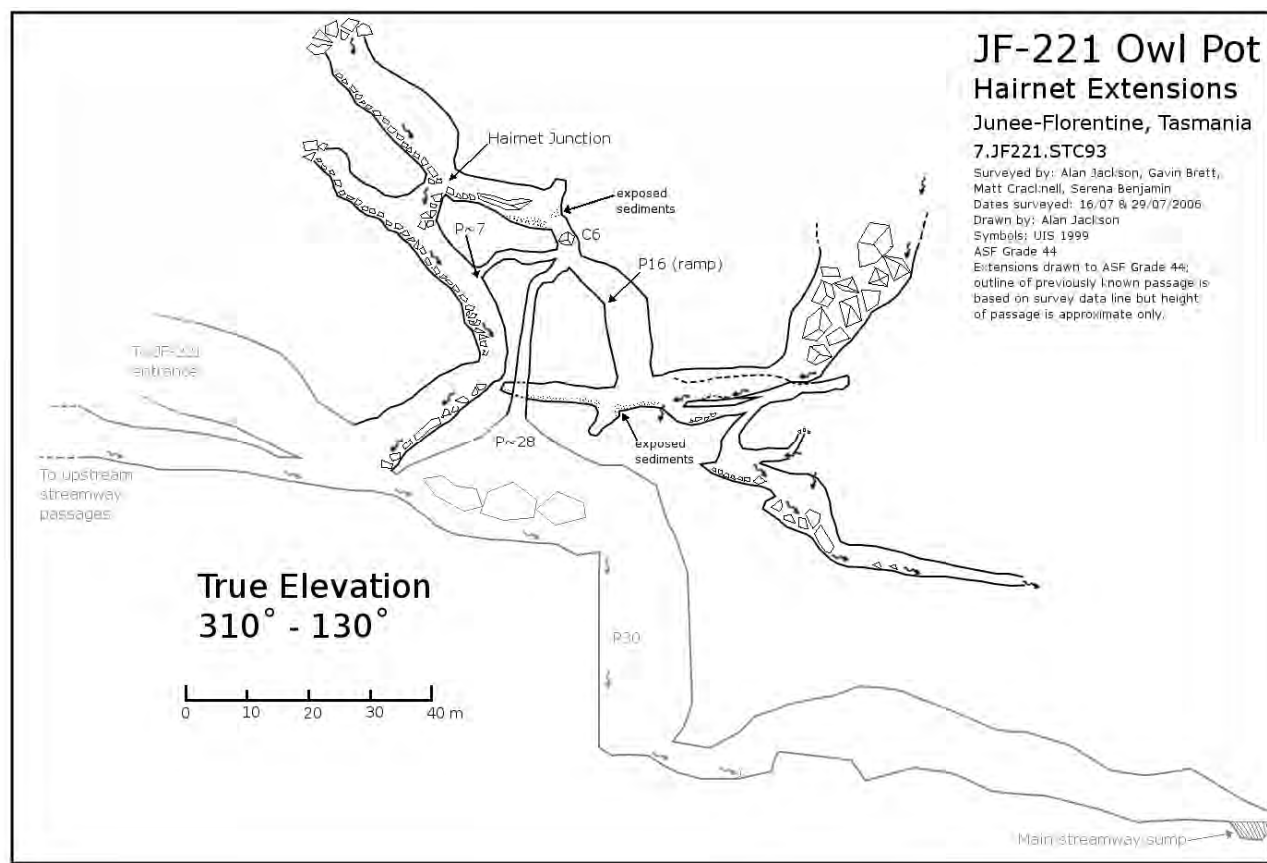 JF-221 Owl Pot
Hairnet Extensions
Junee-Florentine, Tasmania
7.JF221.STC93
Surveyed by: Alan Jackson, Gavin Brett,
Matt Cracknell, Serena Benjamin
Dates surveyed: 16/07 & 29/07/2006
Drawn by: Alan Jackson
Symbols: UIS 1999
ASF Grade 44
Extensions drawn to ASF Grade 44;
outline of previously known passage is
based on survey data line but height
of passage is approximate only.
Hairnet Junction
exposed
sediments
C6
P~7
P16 (ramp)
To JF-221
entrance
P~28
exposed
sediments
To upstream
streamway
passages
True Elevation
310° - 130°
P30
0 10 20 30 40 m
Main streamway sump